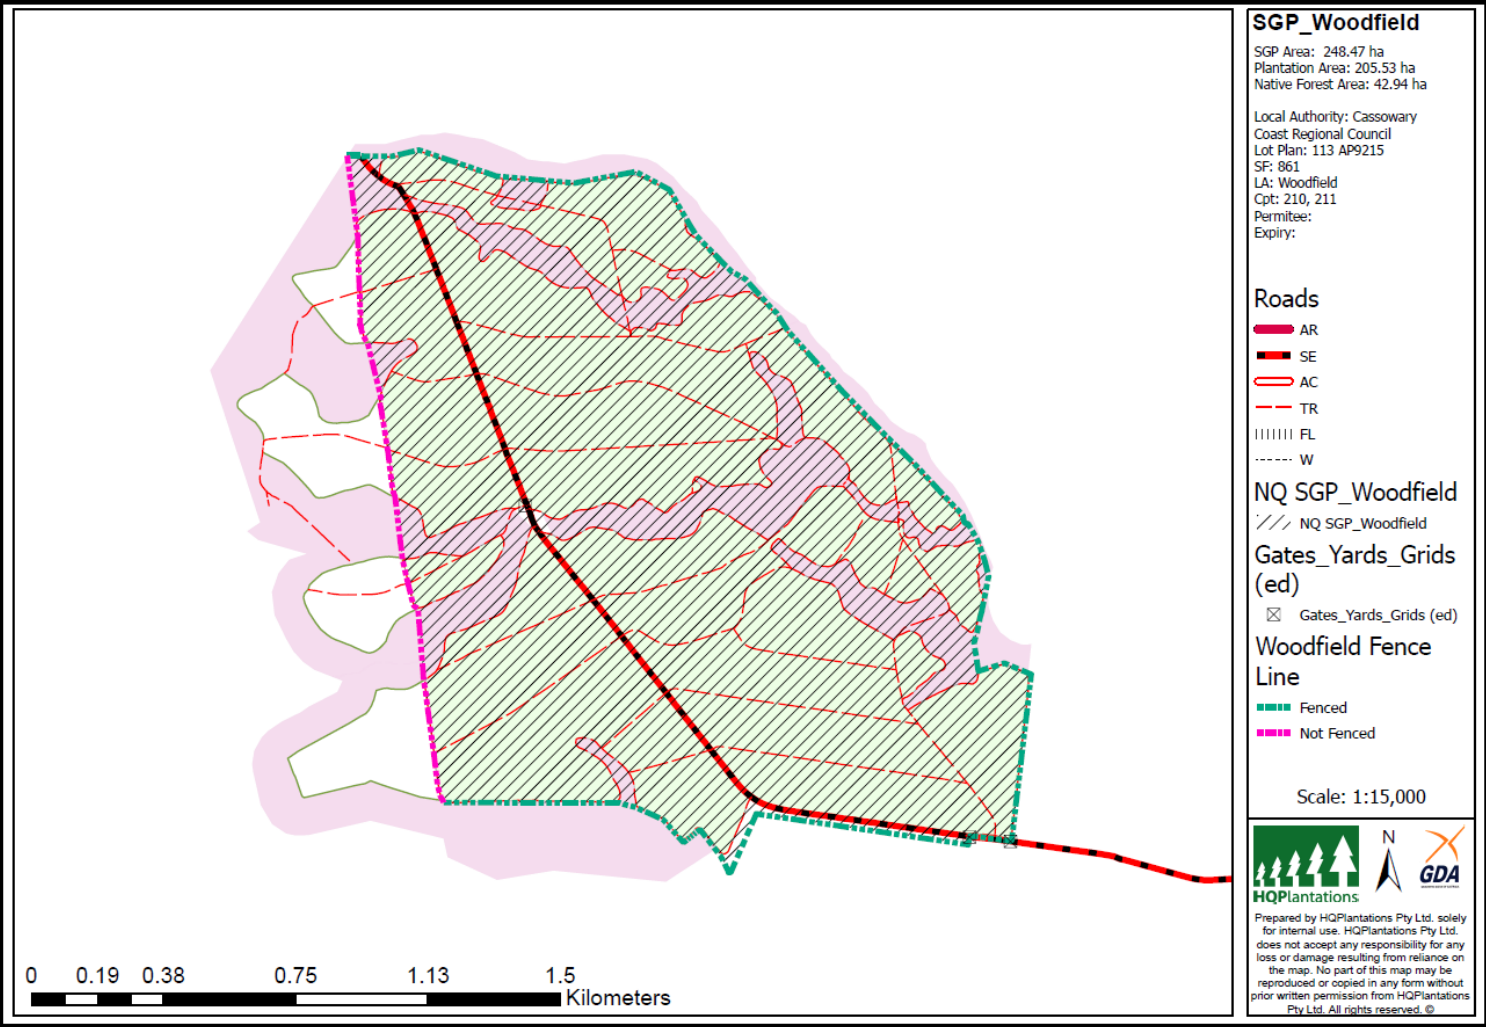 SGP_Woodfield
SGP Area: 248.47 ha
Plantation Area: 205.53 ha
Native Forest Area: 42.94 ha
Local Authority: Cassowary
Coast Regional Council
Lot Plan: 113 AP9215
SF: 861
LA: Woodfield
Cpt: 210, 211
Permitee:
Expiry:
Roads
AR
SE
AC
TR
FL
W
NQ SGP_Woodfield
NQ SGP_Woodfield
Gates_Yards_Grids
(ed)
Gates_Yards_Grids (ed)
Woodfield Fence
Line
Fenced
Not Fenced
Scale: 1:15,000
HQPlantations
N
GDA
Prepared by HQPlantations Pty Ltd. solely
for internal use. HQPlantations Pty Ltd.
does not accept any responsibility for any
loss or damage resulting from reliance on
the map. No part of this map may be
reproduced or copied in any form without
prior written permission from HQPlantations
Pty Ltd. All rights reserved. ©
0 0.19 0.38 0.75 1.13 1.5
Kilometers